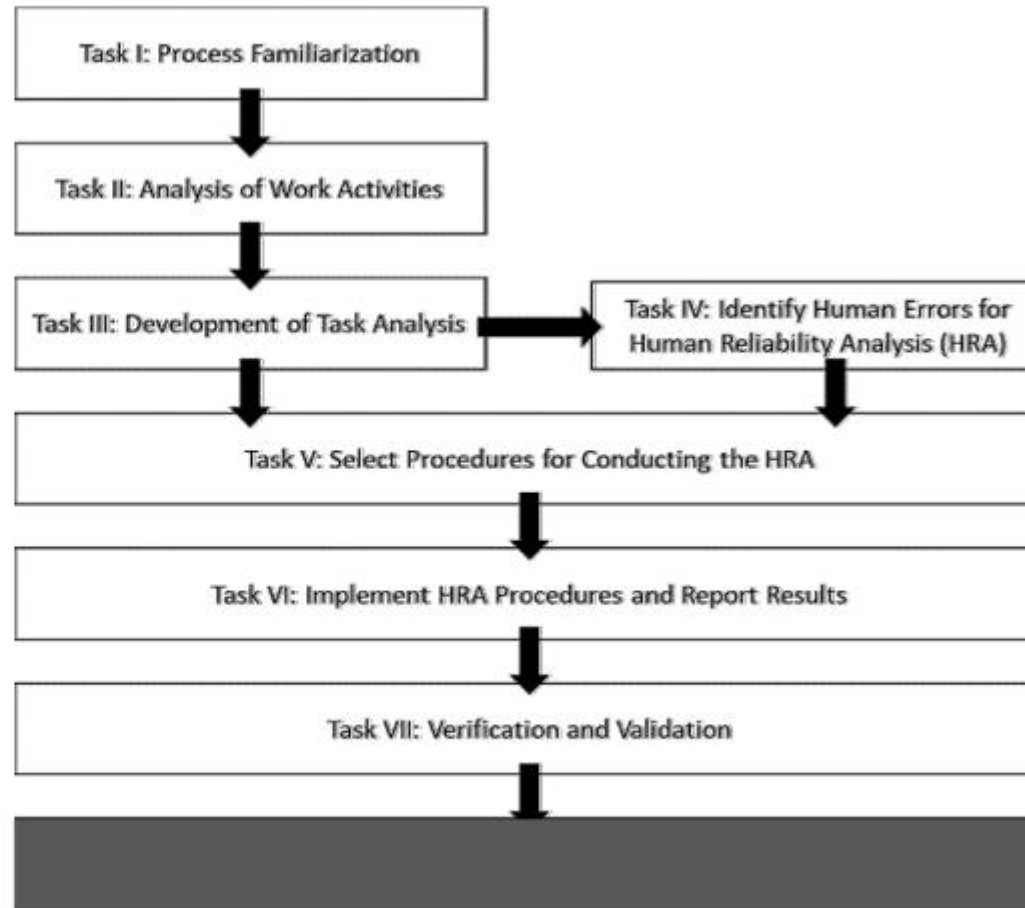 Task I: Process Familiarization
Task II: Analysis of Work Activities
Task III: Development of Task Analysis
Task IV: Identify Human Errors for
Human Reliability Analysis (HRA)
Task V: Select Procedures for Conducting the HRA
Task VI: Implement HRA Procedures and Report Results
Task VII: Verification and Validation